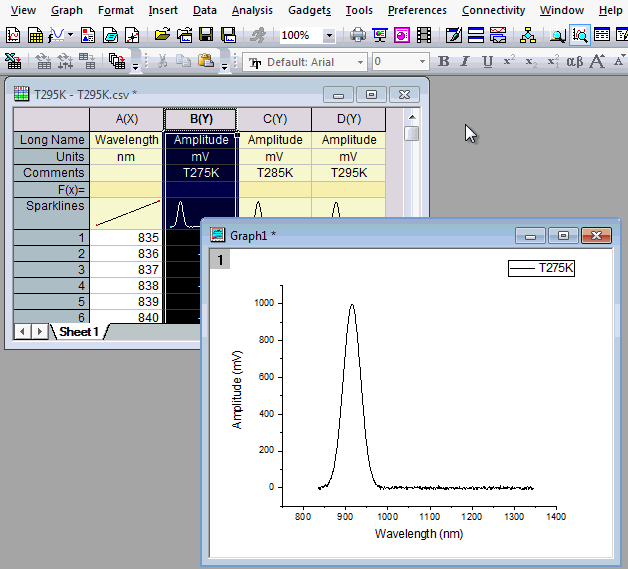 View Graph Format Insert Data Analysis Gadgets Tools Preferences Connectivity Window Help
100%
Default: Arial 0 B I U x² x₂ αβ A A
T295K - T295K.csv *
A(X) B(Y) C(Y) D(Y)
Long Name Wavelength Amplitude Amplitude Amplitude
Units nm mV mV mV
Comments T275K T285K T295K
F(x)=
Sparklines
1 835
2 836
3 837
4 838
5 839
6 840
Sheet1
Graph1 *
1
T275K
1000
800
600
400
200
0
Amplitude (mV)
800 900 1000 1100 1200 1300 1400
Wavelength (nm)